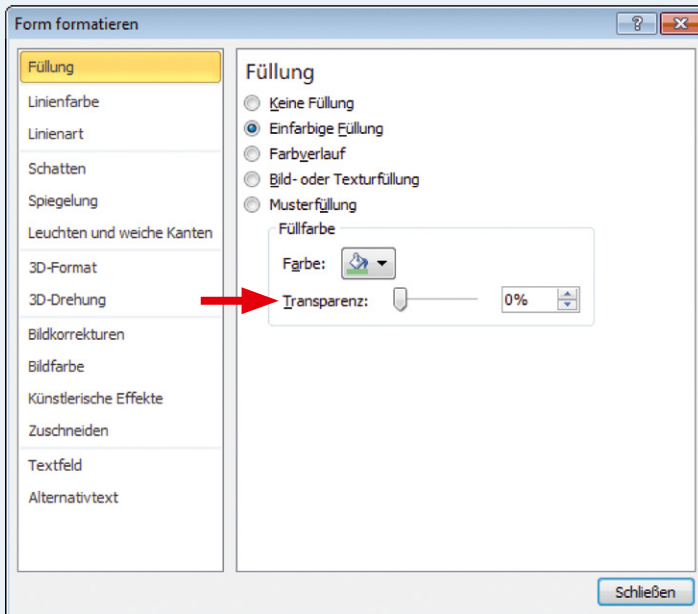 Form formatieren
Füllung
Linienfarbe
Linienart
Schatten
Spiegelung
Leuchten und weiche Kanten
3D-Format
3D-Drehung
Bildkorrekturen
Bildfarbe
Künstlerische Effekte
Zuschneiden
Textfeld
Alternativtext
Füllung
Keine Füllung
Einfarbige Füllung
Farbverlauf
Bild- oder Texturfüllung
Musterfüllung
Füllfarbe
Farbe:
Transparenz: 0%
Schließen